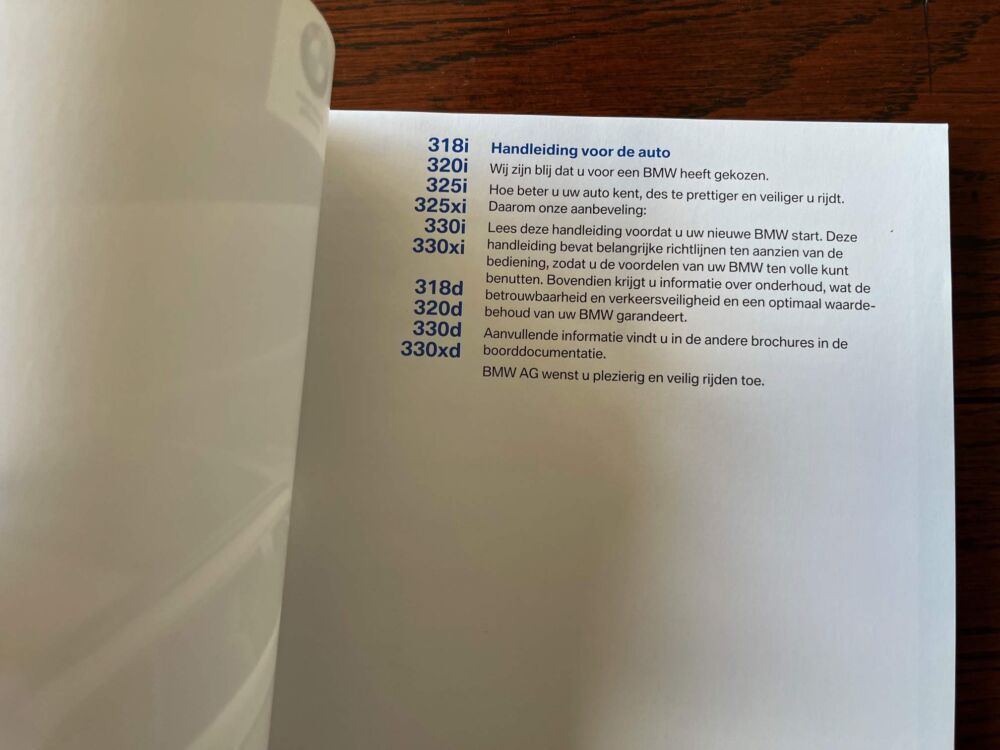 318i
320i
325i
325xi
330i
330xi
318d
320d
330d
330xd
Handleiding voor de auto
Wij zijn blij dat u voor een BMW heeft gekozen.
Hoe beter u uw auto kent, des te prettiger en veiliger u rijdt.
Daarom onze aanbeveling:
Lees deze handleiding voordat u uw nieuwe BMW start. Deze
handleiding bevat belangrijke richtlijnen ten aanzien van de
bediening, zodat u de voordelen van uw BMW ten volle kunt
benutten. Bovendien krijgt u informatie over onderhoud, wat de
betrouwbaarheid en verkeersveiligheid en een optimaal waarde-
behoud van uw BMW garandeert.
Aanvullende informatie vindt u in de andere brochures in de
boorddocumentatie.
BMW AG wenst u plezierig en veilig rijden toe.